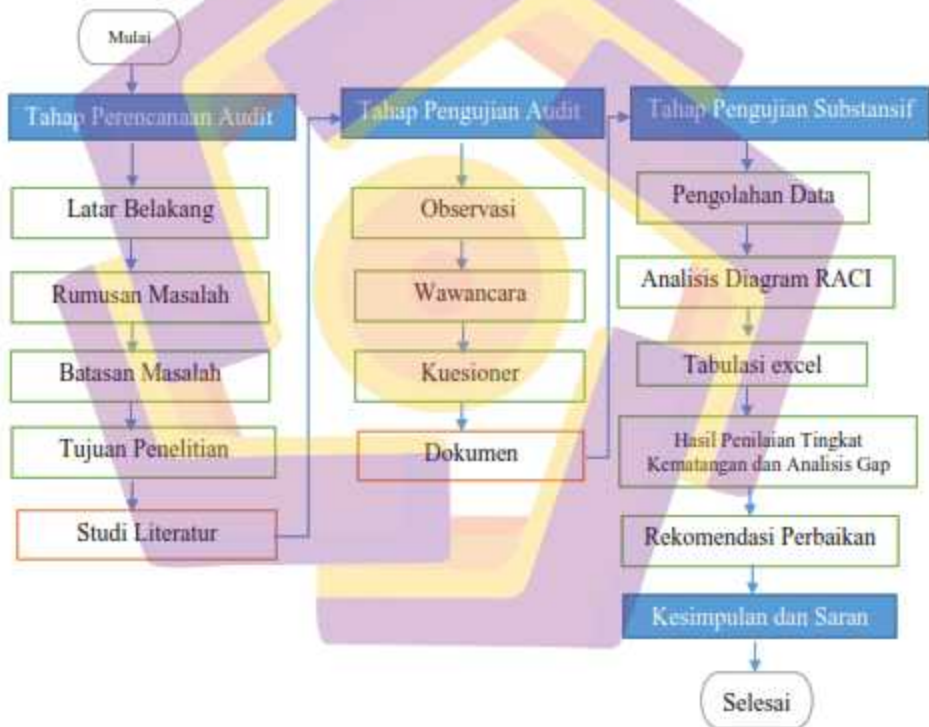 Mulai
Tahap Perencanaan Audit
Latar Belakang
Rumusan Masalah
Batasan Masalah
Tujuan Penelitian
Studi Literatur
Tahap Pengujian Audit
Observasi
Wawancara
Kuesioner
Dokumen
Tahap Pengujian Substansif
Pengolahan Data
Analisis Diagram RACI
Tabulasi excel
Hasil Penilaian Tingkat
Kematangan dan Analisis Gap
Rekomendasi Perbaikan
Kesimpulan dan Saran
Selesai